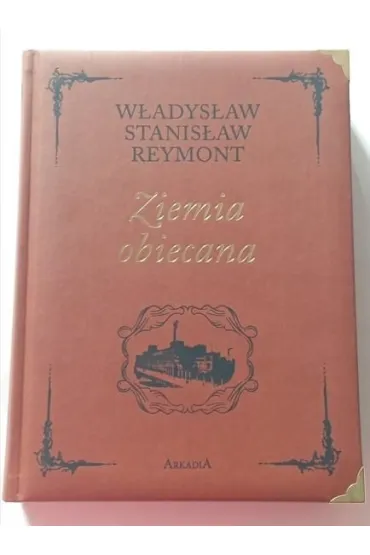 WŁADYSŁAW
STANISŁAW
REYMONT
Ziemia
obiecana
ARKADIA